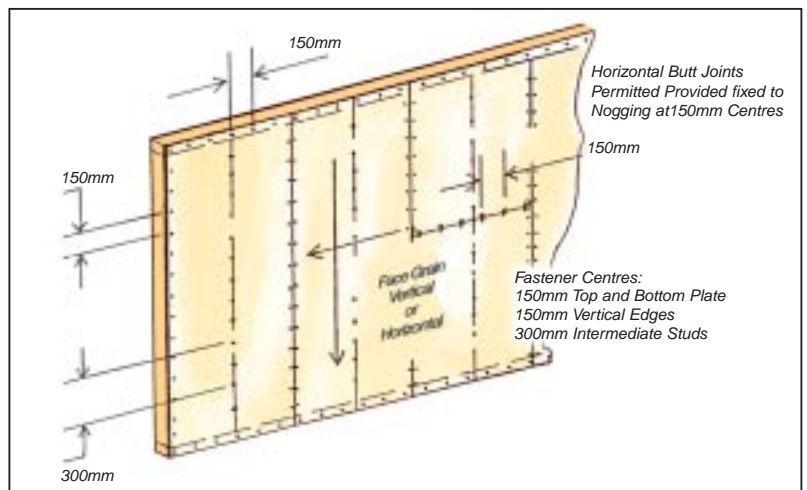 150mm
Horizontal Butt Joints
Permitted Provided fixed to
Nogging at150mm Centres
150mm
150mm
Face Grain
Vertical
or
Horizontal
Fastener Centres:
150mm Top and Bottom Plate
150mm Vertical Edges
300mm Intermediate Studs
300mm